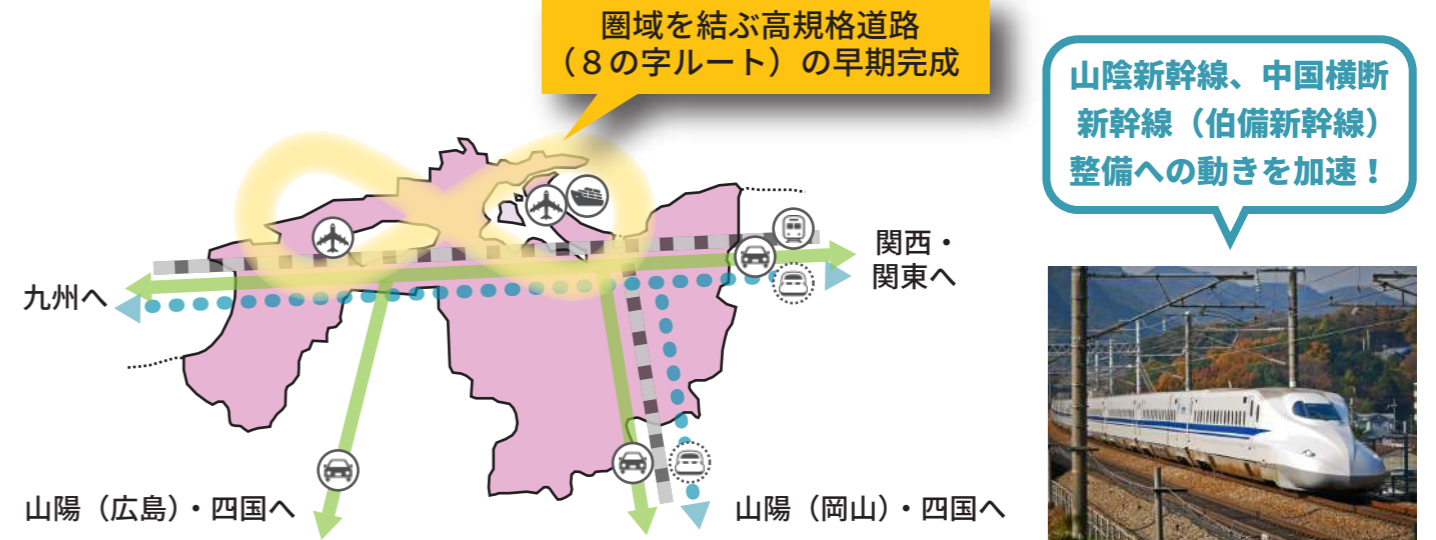 圏域を結ぶ高規格道路
（８の字ルート）の早期完成
山陰新幹線、中国横断
新幹線（伯備新幹線）
整備への動きを加速！
関西・
関東へ
九州へ
山陽（広島）・四国へ
山陽（岡山）・四国へ